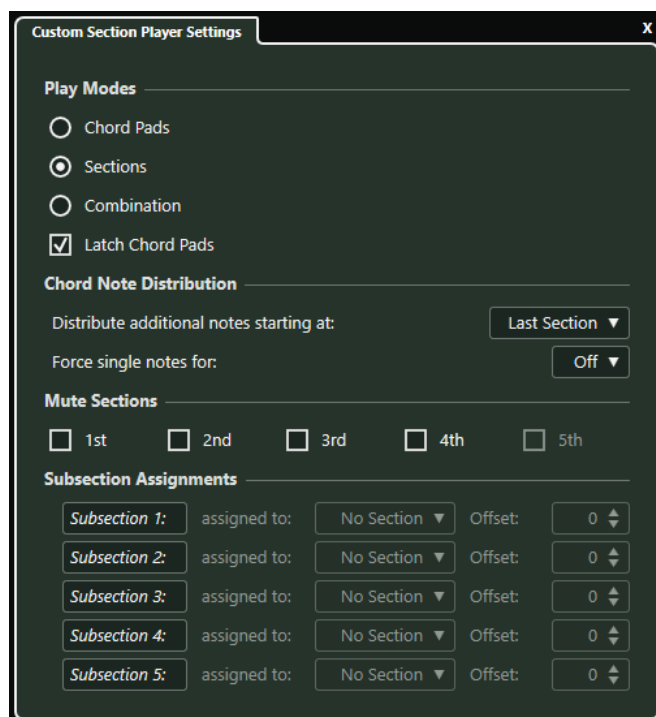 Custom Section Player Settings X
Play Modes
Chord Pads
Sections
Combination
Latch Chord Pads
Chord Note Distribution
Distribute additional notes starting at: Last Section
Force single notes for: Off
Mute Sections
1st 2nd 3rd 4th 5th
Subsection Assignments
Subsection 1: assigned to: No Section Offset: 0
Subsection 2: assigned to: No Section Offset: 0
Subsection 3: assigned to: No Section Offset: 0
Subsection 4: assigned to: No Section Offset: 0
Subsection 5: assigned to: No Section Offset: 0